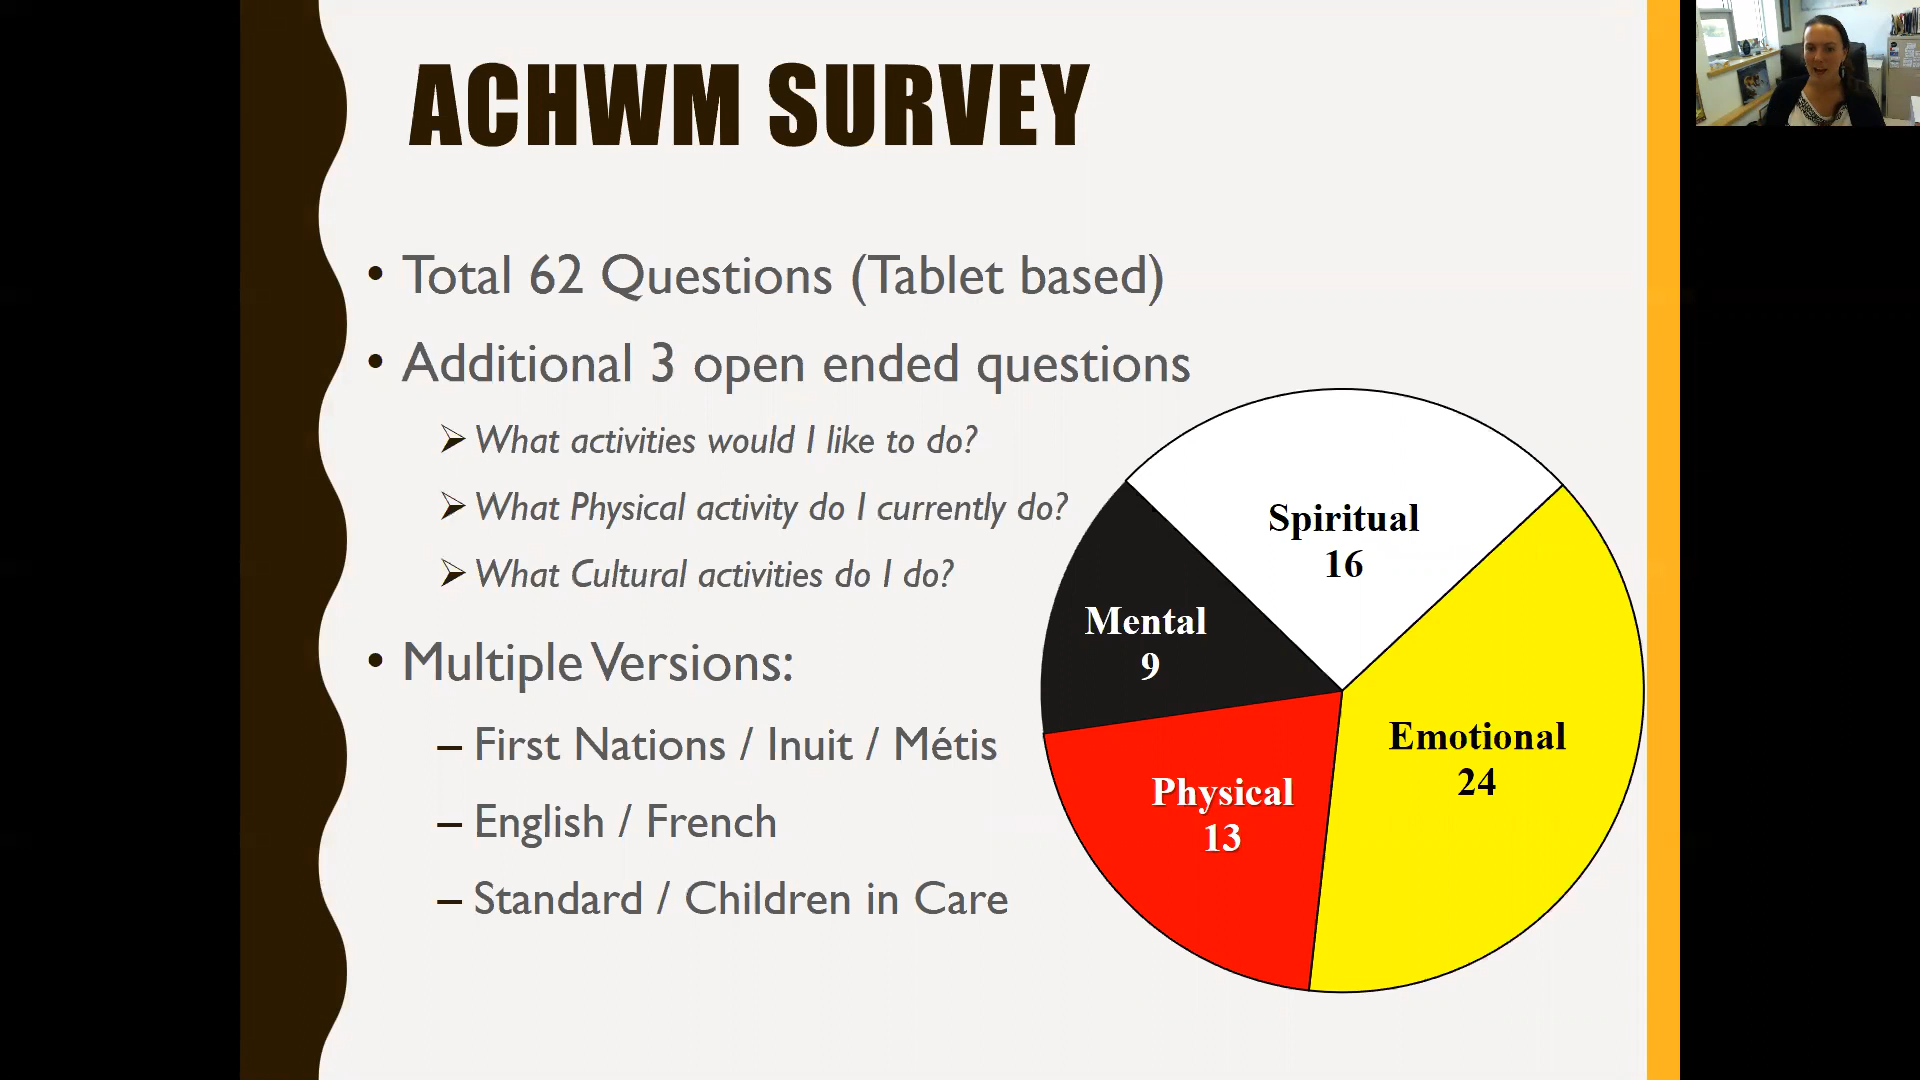 ACHWM SURVEY
• Total 62 Questions (Tablet based)
• Additional 3 open ended questions
➢ What activities would I like to do?
➢ What Physical activity do I currently do?
➢ What Cultural activities do I do?
• Multiple Versions:
– First Nations / Inuit / Métis
– English / French
– Standard / Children in Care
Spiritual
16
Mental
9
Emotional
24
Physical
13